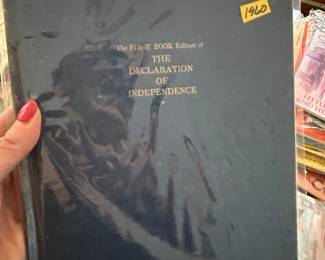 1960
The FIRST BOOK Edition of
THE
DECLARATION
OF
INDEPENDENCE